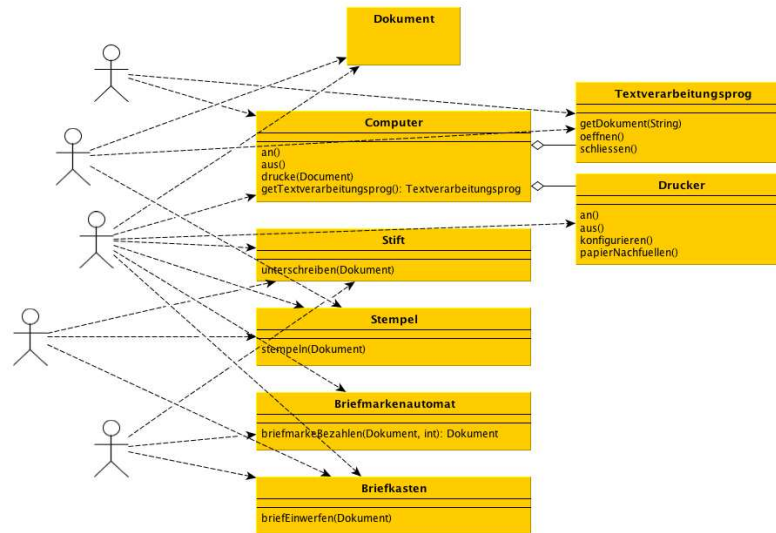 Dokument
Computer
an()
aus()
drucke(Document)
getTextverarbeitungsprog(): Textverarbeitungsprog
Textverarbeitungsprog
getDokument(String)
oeffnen()
schliessen()
Drucker
an()
aus()
konfigurieren()
papierNachfuellen()
Stift
unterschreiben(Dokument)
Stempel
stempeln(Dokument)
Briefmarkenautomat
briefmarkeBezahlen(Dokument, int): Dokument
Briefkasten
briefEinwerfen(Dokument)